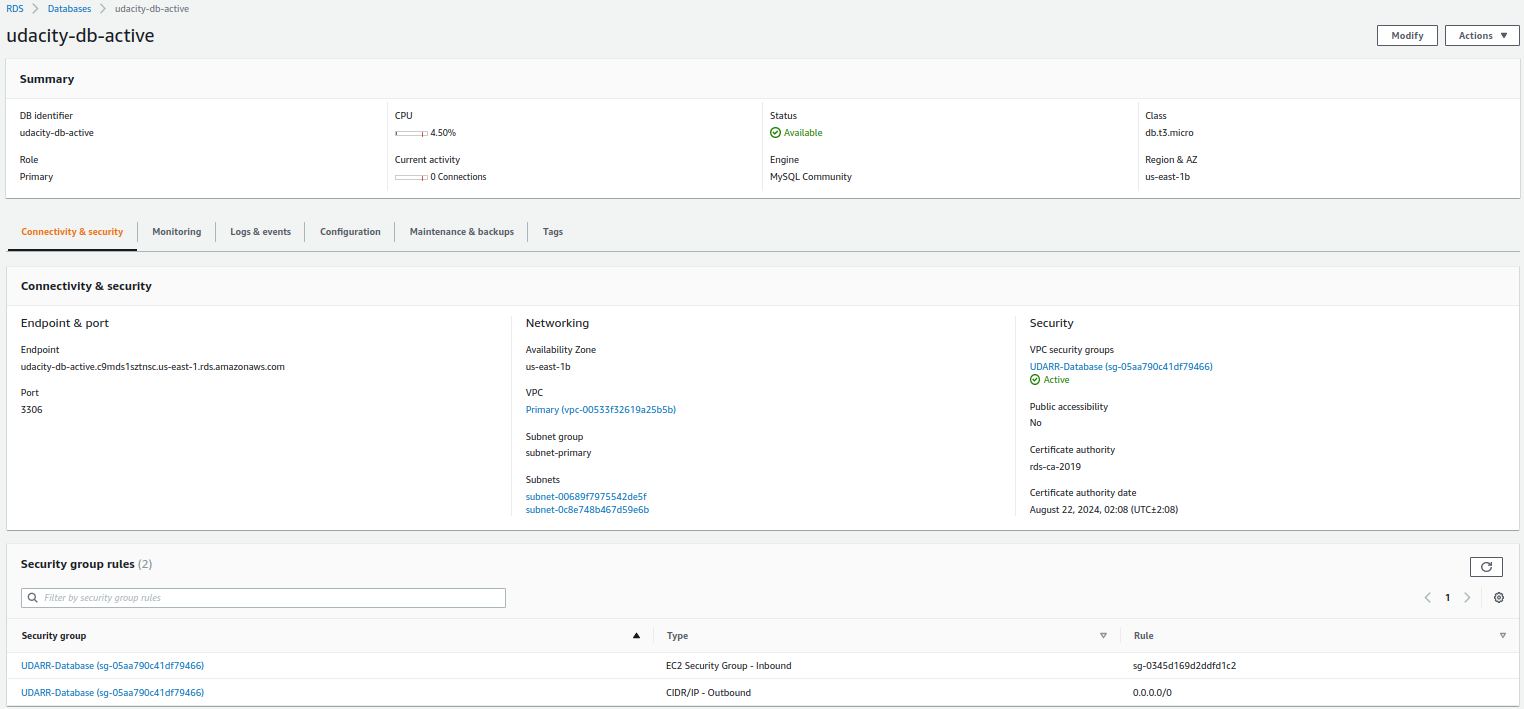 RDS > Databases > udacity-db-active
udacity-db-active
Modify
Actions
Summary
DB identifier
udacity-db-active
CPU
4.50%
Status
Available
Class
db.t3.micro
Role
Primary
Current activity
0 Connections
Engine
MySQL Community
Region & AZ
us-east-1b
Connectivity & security
Monitoring
Logs & events
Configuration
Maintenance & backups
Tags
Connectivity & security
Endpoint & port
Endpoint
udacity-db-active.c9mds1sztnsc.us-east-1.rds.amazonaws.com
Port
3306
Networking
Availability Zone
us-east-1b
VPC
Primary (vpc-00533f32619a25b5b)
Subnet group
subnet-primary
Subnets
subnet-00689f7975542de5f
subnet-0c8e748b467d59e6b
Security
VPC security groups
UDARR-Database (sg-05aa790c41df79466)
Active
Public accessibility
No
Certificate authority
rds-ca-2019
Certificate authority date
August 22, 2024, 02:08 (UTC±2:08)
Security group rules (2)
Filter by security group rules
1
Security group
Type
Rule
UDARR-Database (sg-05aa790c41df79466)
EC2 Security Group - Inbound
sg-0345d169d2ddfd1c2
UDARR-Database (sg-05aa790c41df79466)
CIDR/IP - Outbound
0.0.0.0/0